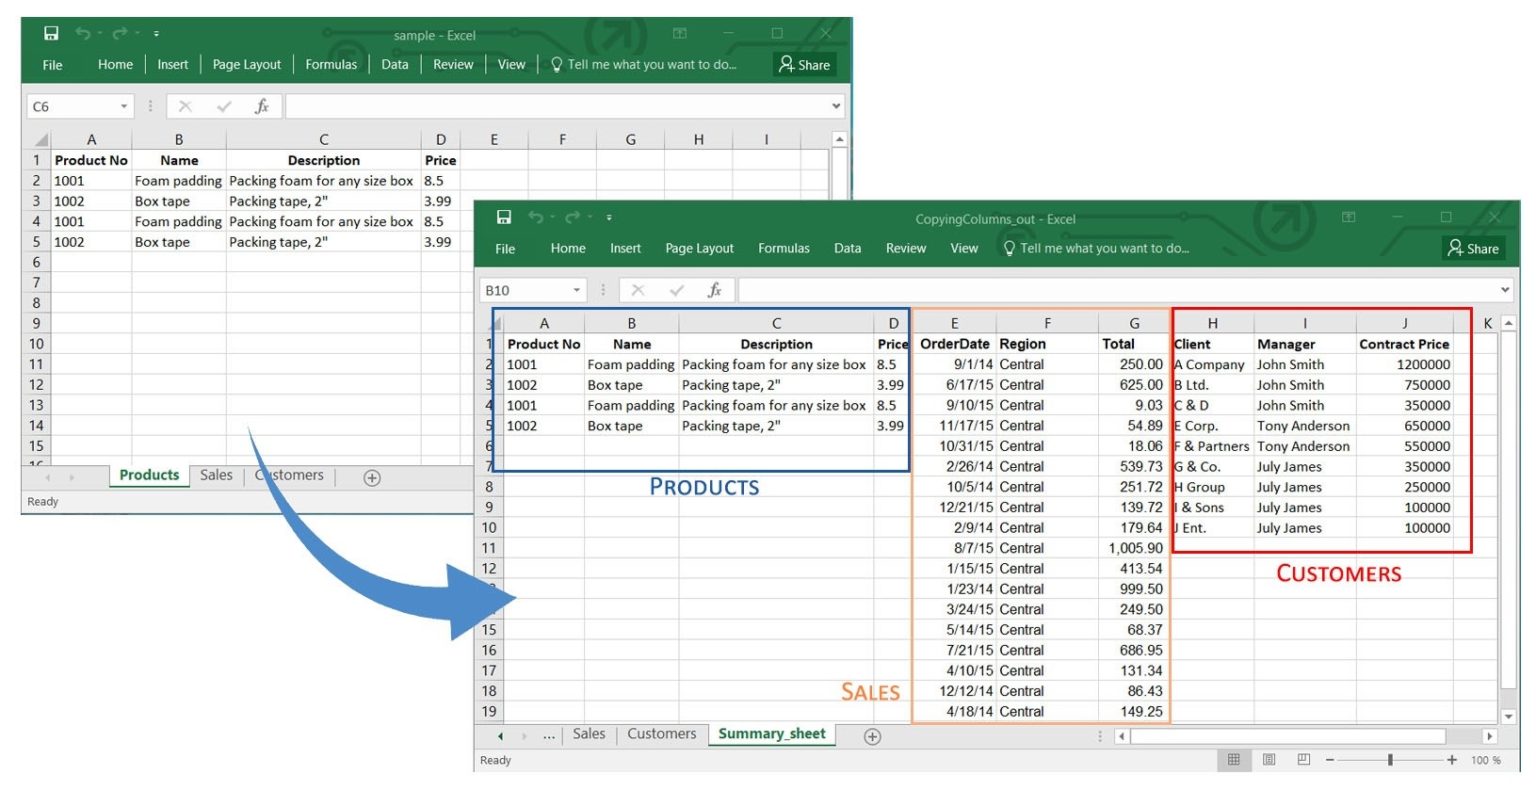 sample - Excel
File Home Insert Page Layout Formulas Data Review View Tell me what you want to do... Share
C6 fx
A B C D E F G H I
1 Product No Name Description Price
2 1001 Foam padding Packing foam for any size box 8.5
3 1002 Box tape Packing tape, 2" 3.99
4 1001 Foam padding Packing foam for any size box 8.5
5 1002 Box tape Packing tape, 2" 3.99
6
7
8
9
10
11
12
13
14
15
Products Sales Customers
Ready
CopyingColumns_out - Excel
File Home Insert Page Layout Formulas Data Review View Tell me what you want to do... Share
B10 fx
A B C D E F G H I J K
1 Product No Name Description Price OrderDate Region Total Client Manager Contract Price
2 1001 Foam padding Packing foam for any size box 8.5 9/1/14 Central 250.00 A Company John Smith 1200000
3 1002 Box tape Packing tape, 2" 3.99 6/17/15 Central 625.00 B Ltd. John Smith 750000
4 1001 Foam padding Packing foam for any size box 8.5 9/10/15 Central 9.03 C & D John Smith 350000
5 1002 Box tape Packing tape, 2" 3.99 11/17/15 Central 54.89 E Corp. Tony Anderson 650000
6 10/31/15 Central 18.06 F & Partners Tony Anderson 550000
7 2/26/14 Central 539.73 G & Co. July James 350000
8 10/5/14 Central 251.72 H Group July James 250000
9 12/21/15 Central 139.72 I & Sons July James 100000
10 2/9/14 Central 179.64 J Ent. July James 100000
11 8/7/15 Central 1,005.90
12 1/15/15 Central 413.54
1/23/14 Central 999.50
3/24/15 Central 249.50
15 5/14/15 Central 68.37
16 7/21/15 Central 686.95
17 4/10/15 Central 131.34
18 12/12/14 Central 86.43
19 4/18/14 Central 149.25
PRODUCTS
CUSTOMERS
SALES
... Sales Customers Summary_sheet
Ready 100 %